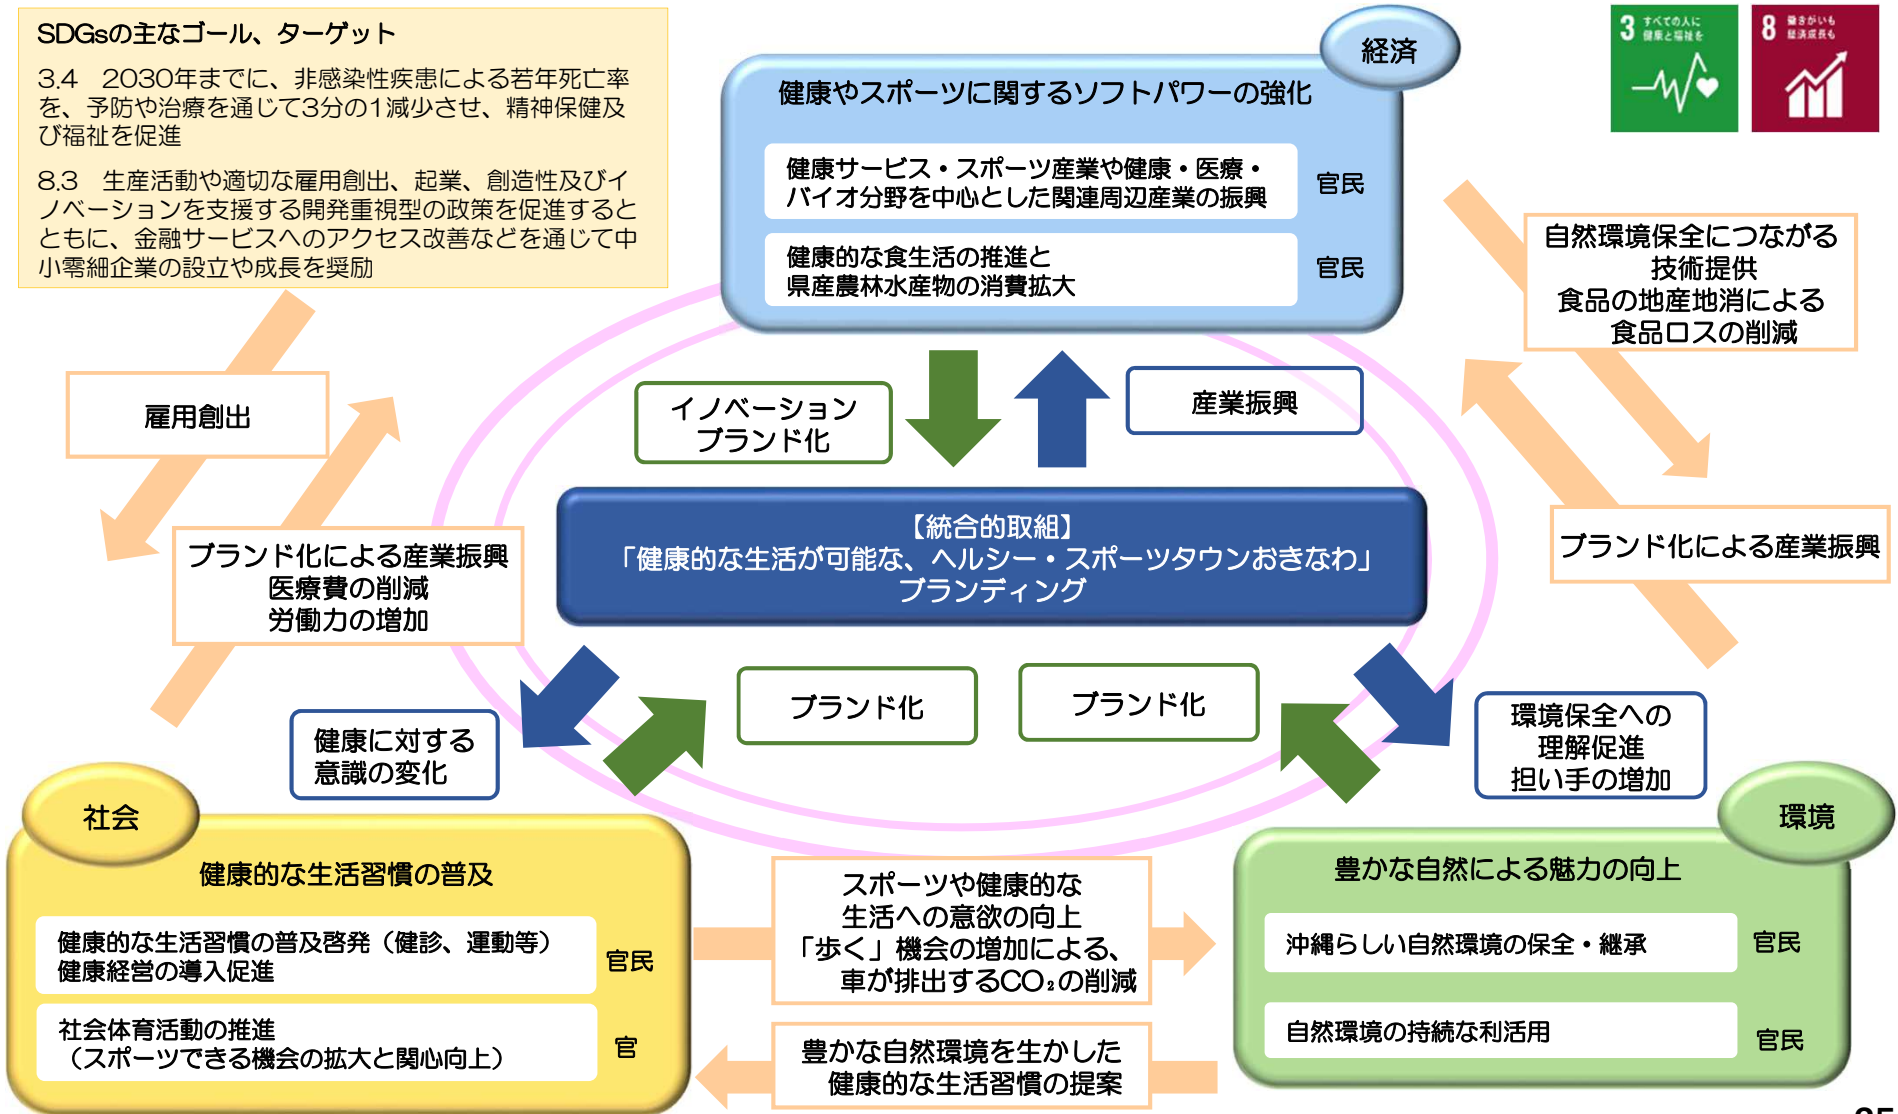 SDGsの主なゴール、ターゲット
3.4　2030年までに、非感染性疾患による若年死亡率
を、予防や治療を通じて3分の1減少させ、精神保健及
び福祉を促進
8.3　生産活動や適切な雇用創出、起業、創造性及びイ
ノベーションを支援する開発重視型の政策を促進すると
ともに、金融サービスへのアクセス改善などを通じて中
小零細企業の設立や成長を奨励
経済
健康やスポーツに関するソフトパワーの強化
健康サービス・スポーツ産業や健康・医療・
バイオ分野を中心とした関連周辺産業の振興
官民
健康的な食生活の推進と
県産農林水産物の消費拡大
官民
3 すべての人に
健康と福祉を
8 働きがいも
経済成長も
自然環境保全につながる
技術提供
食品の地産地消による
食品ロスの削減
雇用創出
イノベーション
ブランド化
産業振興
ブランド化による産業振興
医療費の削減
労働力の増加
【統合的取組】
「健康的な生活が可能な、ヘルシー・スポーツタウンおきなわ」
ブランディング
ブランド化による産業振興
健康に対する
意識の変化
ブランド化
ブランド化
環境保全への
理解促進
担い手の増加
社会
健康的な生活習慣の普及
健康的な生活習慣の普及啓発（健診、運動等）
健康経営の導入促進
官民
社会体育活動の推進
（スポーツできる機会の拡大と関心向上）
官
スポーツや健康的な
生活への意欲の向上
「歩く」機会の増加による、
車が排出するCO₂の削減
豊かな自然環境を生かした
健康的な生活習慣の提案
環境
豊かな自然による魅力の向上
沖縄らしい自然環境の保全・継承
官民
自然環境の持続な利活用
官民